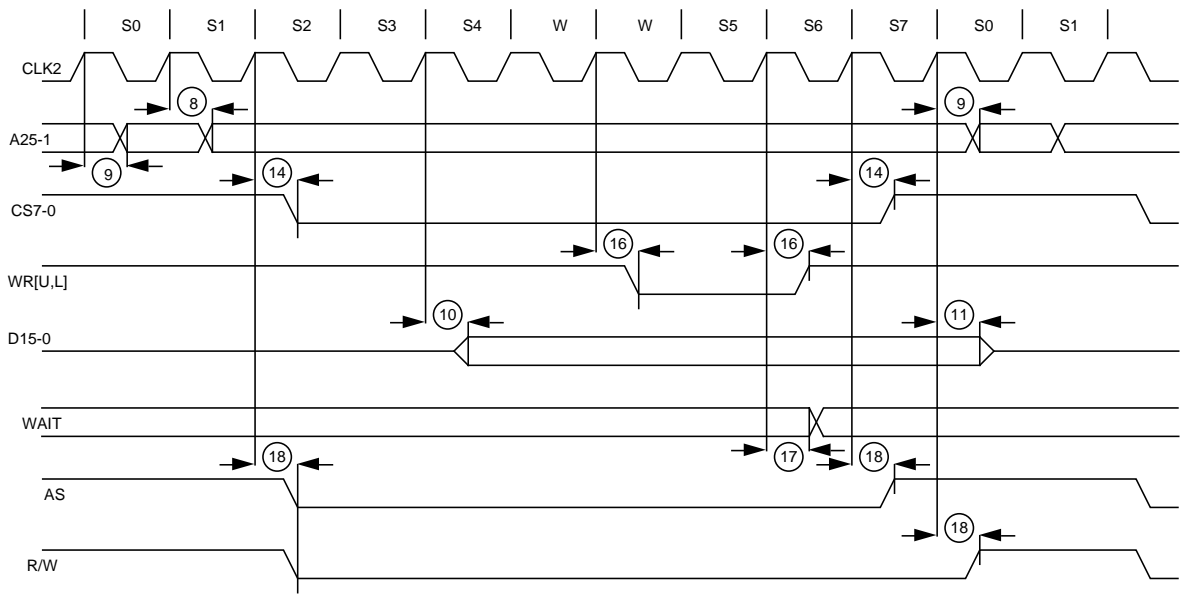 S0 S1 S2 S3 S4 W W S5 S6 S7 S0 S1
CLK2
8 9
A25-1
9 14 14
CS7-0
16 16
WR[U,L]
10 11
D15-0
WAIT
18 17 18
AS
18
R/W